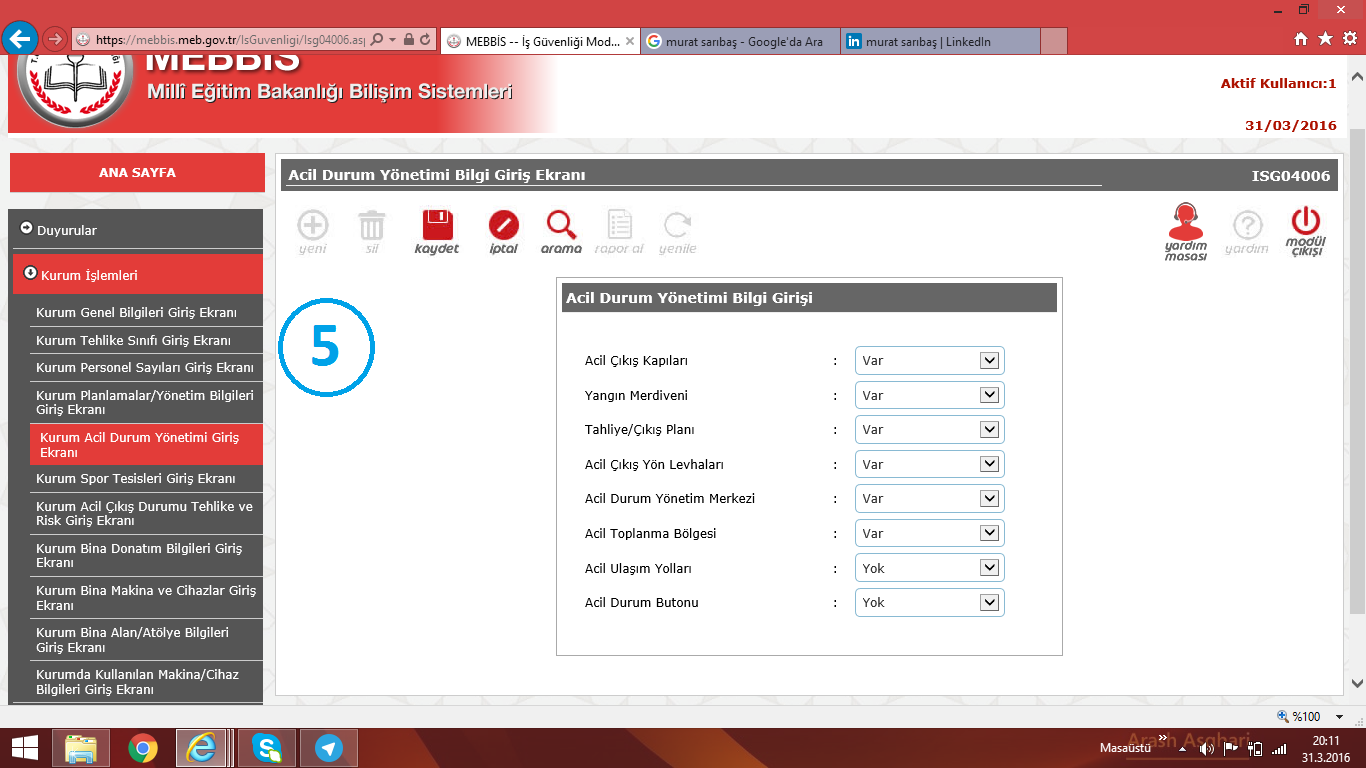 https://mebbis.meb.gov.tr/IsGuvenligi/Isg04006.as
MEBBİS -- İş Güvenliği Mod...
murat sarıbaş - Google'da Ara
murat sarıbaş | LinkedIn
MEBBİS
Millî Eğitim Bakanlığı Bilişim Sistemleri
Aktif Kullanıcı:1
31/03/2016
ANA SAYFA
Duyurular
Kurum İşlemleri
Kurum Genel Bilgileri Giriş Ekranı
Kurum Tehlike Sınıfı Giriş Ekranı
Kurum Personel Sayıları Giriş Ekranı
Kurum Planlamalar/Yönetim Bilgileri
Giriş Ekranı
Kurum Acil Durum Yönetimi Giriş
Ekranı
Kurum Spor Tesisleri Giriş Ekranı
Kurum Acil Çıkış Durumu Tehlike ve
Risk Giriş Ekranı
Kurum Bina Donatım Bilgileri Giriş
Ekranı
Kurum Bina Makina ve Cihazlar Giriş
Ekranı
Kurum Bina Alan/Atölye Bilgileri
Giriş Ekranı
Kurumda Kullanılan Makina/Cihaz
Bilgileri Giriş Ekranı
Acil Durum Yönetimi Bilgi Giriş Ekranı
ISG04006
yeni
sil
kaydet
iptal
arama
rapor al
yenile
yardım
masası
yardım
modül
çıkışı
5
Acil Durum Yönetimi Bilgi Girişi
Acil Çıkış Kapıları : Var
Yangın Merdiveni : Var
Tahliye/Çıkış Planı : Var
Acil Çıkış Yön Levhaları : Var
Acil Durum Yönetim Merkezi : Var
Acil Toplanma Bölgesi : Var
Acil Ulaşım Yolları : Yok
Acil Durum Butonu : Yok
%100
Arash Asghari
Masaüstü
20:11
31.3.2016